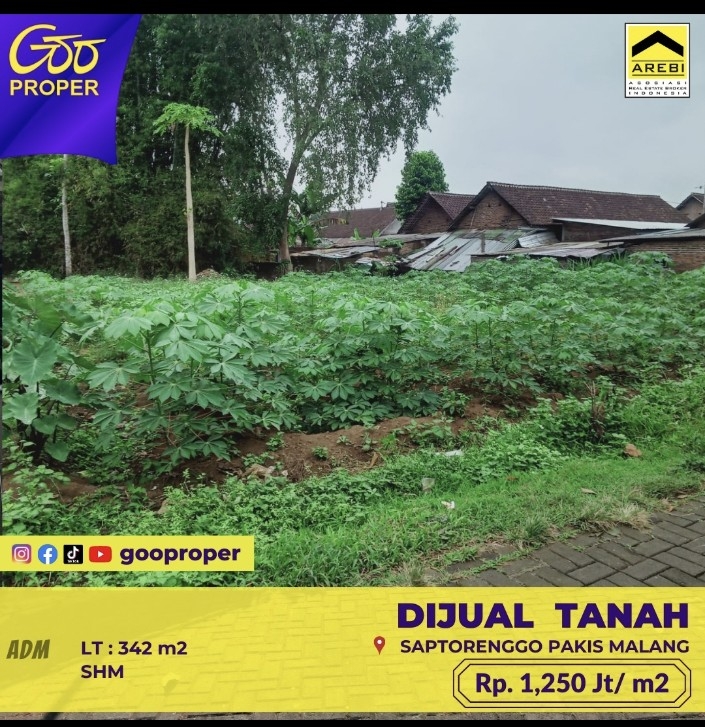 Goo
PROPER
AREBI
ASOSIASI
REAL ESTATE BROKER
INDONESIA
gooproper
DIJUAL TANAH
SAPTORENGGO PAKIS MALANG
Rp. 1,250 Jt/ m2
ADM
LT : 342 m2
SHM